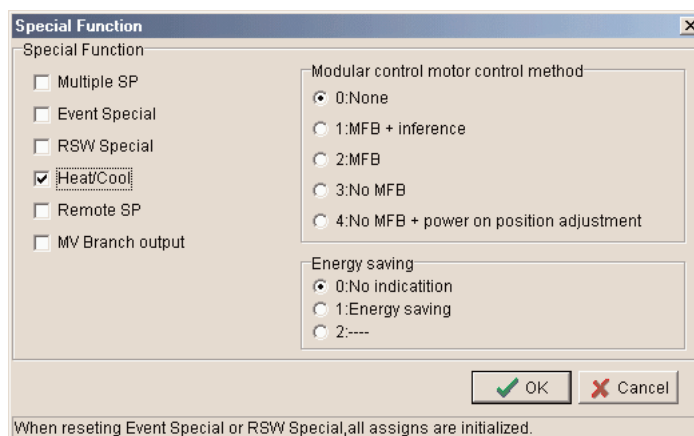 Special Function
Special Function
Multiple SP
Event Special
RSW Special
Heat/Cool
Remote SP
MV Branch output
Modular control motor control method
0:None
1:MFB + inference
2:MFB
3:No MFB
4:No MFB + power on position adjustment
Energy saving
0:No indicatition
1:Energy saving
2:----
OK
Cancel
When reseting Event Special or RSW Special,all assigns are initialized.